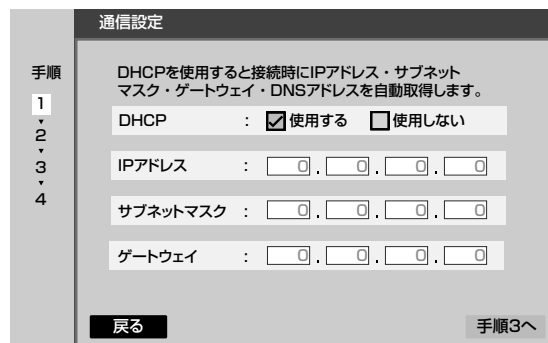 通信設定
手順
1
2
3
4
DHCPを使用すると接続時にIPアドレス・サブネット
マスク・ゲートウェイ・DNSアドレスを自動取得します。
DHCP : 使用する 使用しない
IPアドレス : 0 . 0 . 0 . 0
サブネットマスク : 0 . 0 . 0 . 0
ゲートウェイ : 0 . 0 . 0 . 0
戻る 手順3へ